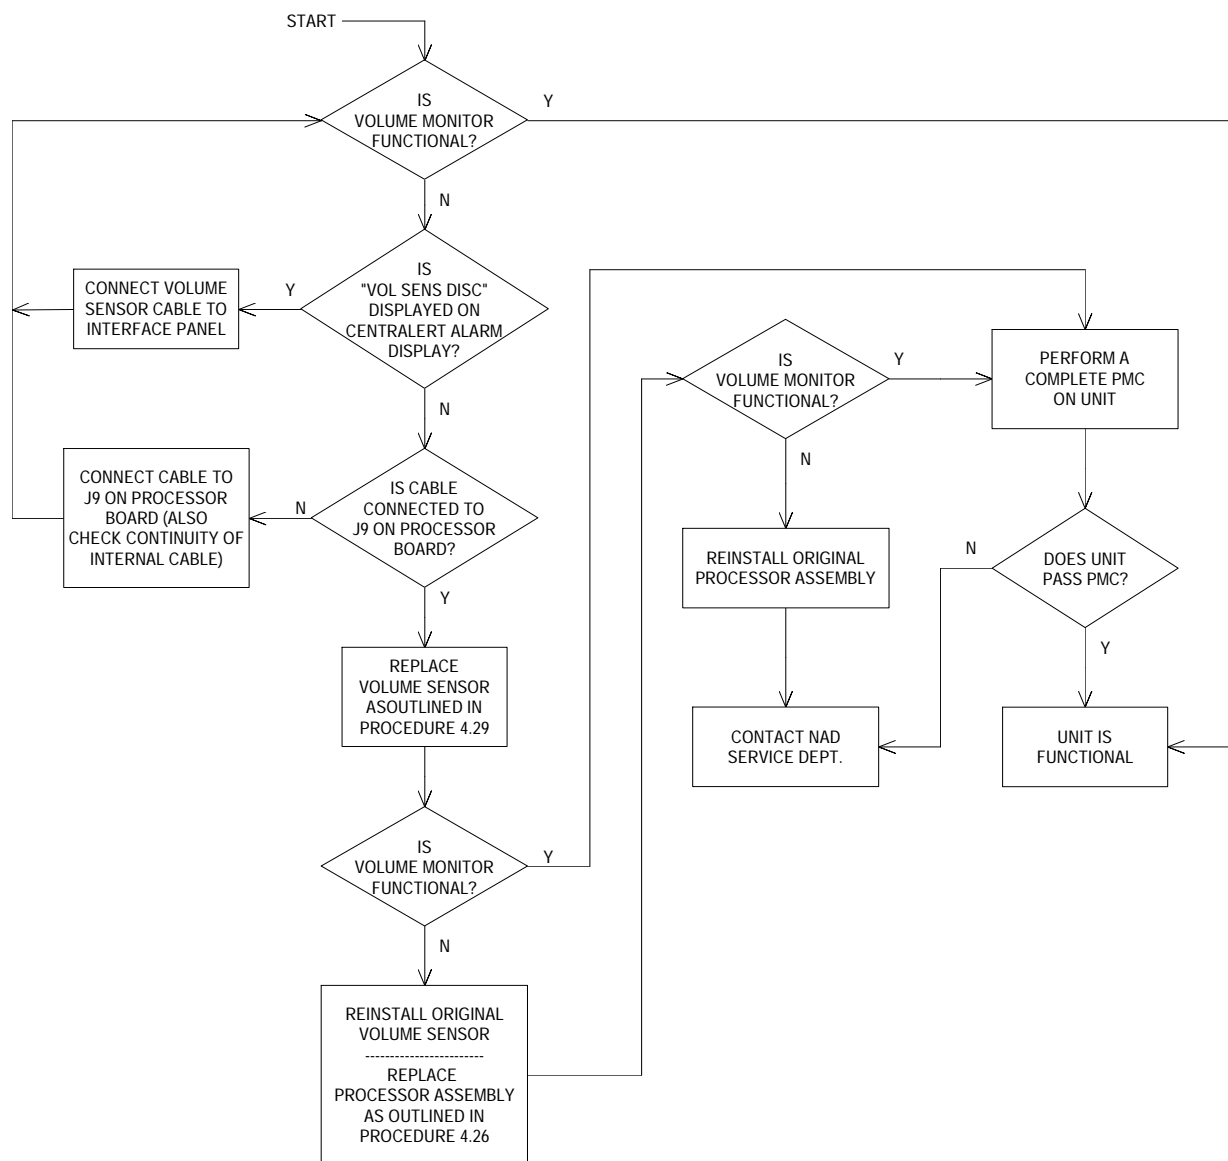 START
IS
VOLUME MONITOR
FUNCTIONAL?
Y
N
IS
"VOL SENS DISC"
DISPLAYED ON
CENTRALERT ALARM
DISPLAY?
Y
CONNECT VOLUME
SENSOR CABLE TO
INTERFACE PANEL
N
IS CABLE
CONNECTED TO
J9 ON PROCESSOR
BOARD?
N
CONNECT CABLE TO
J9 ON PROCESSOR
BOARD (ALSO
CHECK CONTINUITY OF
INTERNAL CABLE)
Y
REPLACE
VOLUME SENSOR
ASOUTLINED IN
PROCEDURE 4.29
IS
VOLUME MONITOR
FUNCTIONAL?
Y
N
REINSTALL ORIGINAL
VOLUME SENSOR
------------------------
REPLACE
PROCESSOR ASSEMBLY
AS OUTLINED IN
PROCEDURE 4.26
IS
VOLUME MONITOR
FUNCTIONAL?
Y
N
REINSTALL ORIGINAL
PROCESSOR ASSEMBLY
CONTACT NAD
SERVICE DEPT.
PERFORM A
COMPLETE PMC
ON UNIT
DOES UNIT
PASS PMC?
N
Y
UNIT IS
FUNCTIONAL